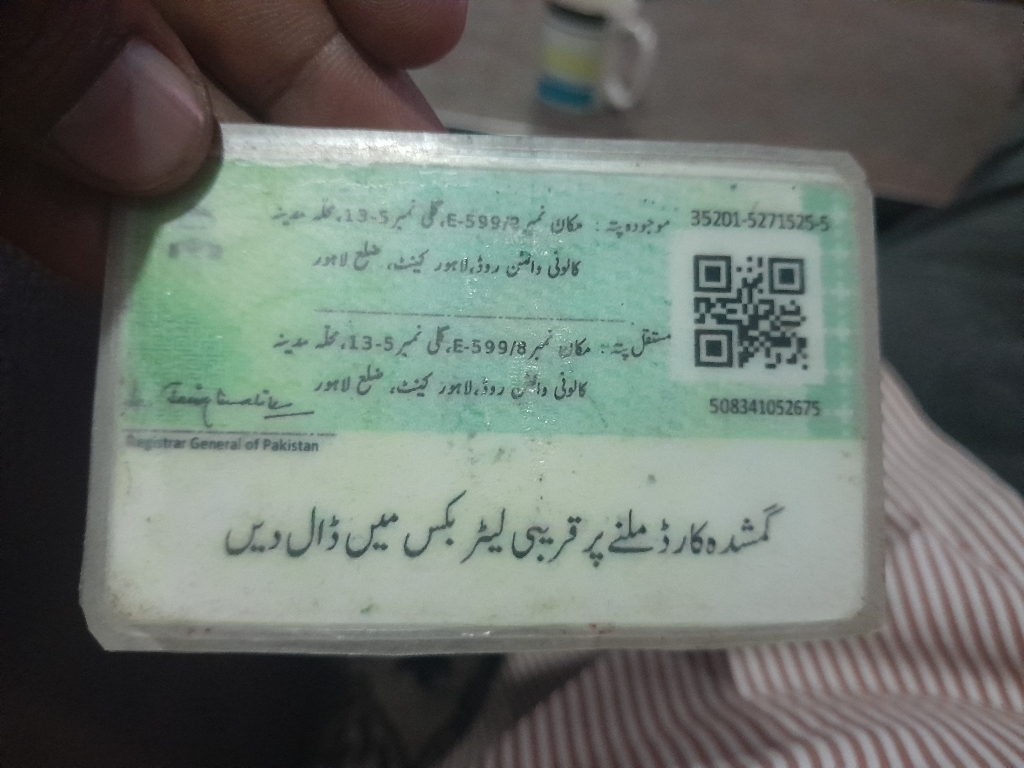 35201-5271525-5
موجودہ پتہ: مکان نمبر E-599/8، گلی نمبر 5-13، محلہ مدینہ
کالونی والٹن روڈ، لاہور کینٹ، ضلع لاہور
مستقل پتہ: مکان نمبر E-599/8، گلی نمبر 5-13، محلہ مدینہ
کالونی والٹن روڈ، لاہور کینٹ، ضلع لاہور
508341052675
Registrar General of Pakistan
گمشدہ کارڈ ملنے پر قریبی لیٹر بکس میں ڈال دیں